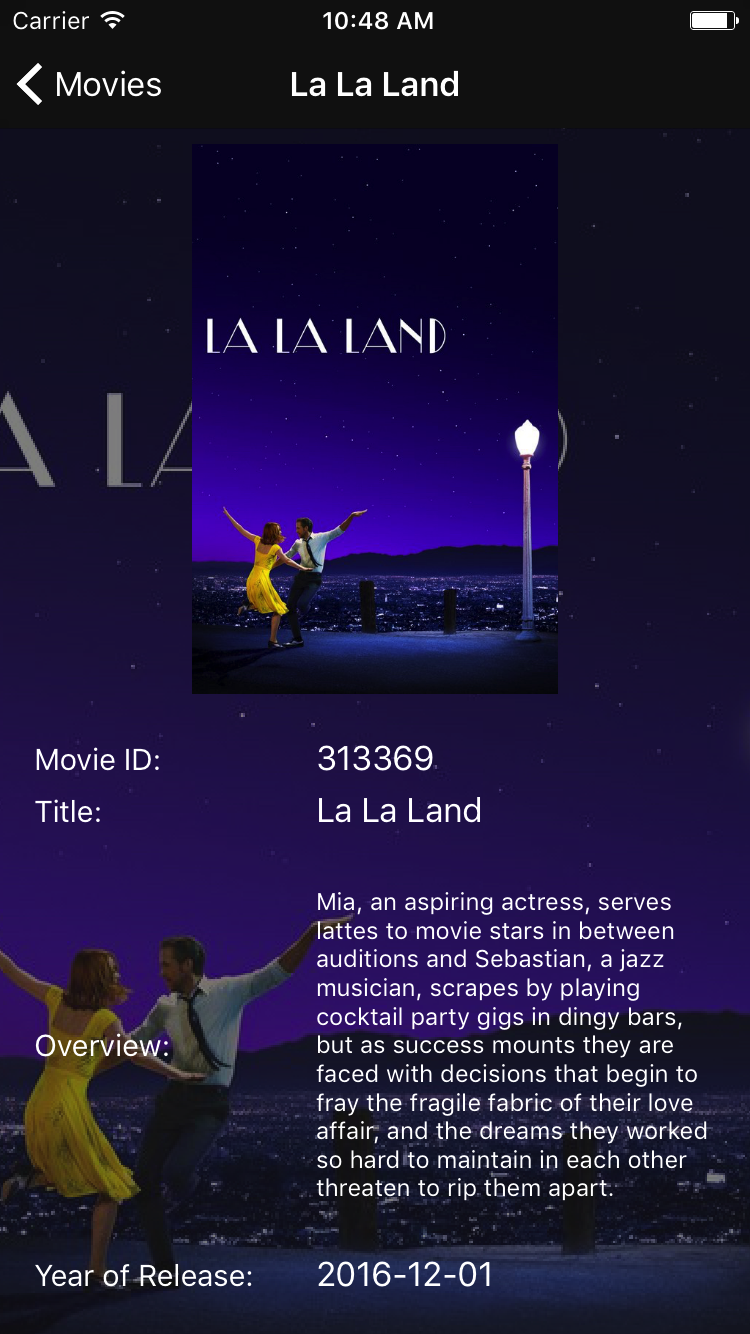 Carrier 10:48 AM
Movies La La Land
LA LA LAND
A LA D
Movie ID: 313369
Title: La La Land
Mia, an aspiring actress, serves
lattes to movie stars in between
auditions and Sebastian, a jazz
musician, scrapes by playing
cocktail party gigs in dingy bars,
but as success mounts they are
faced with decisions that begin to
fray the fragile fabric of their love
affair, and the dreams they worked
so hard to maintain in each other
threaten to rip them apart.
Overview:
Year of Release: 2016-12-01